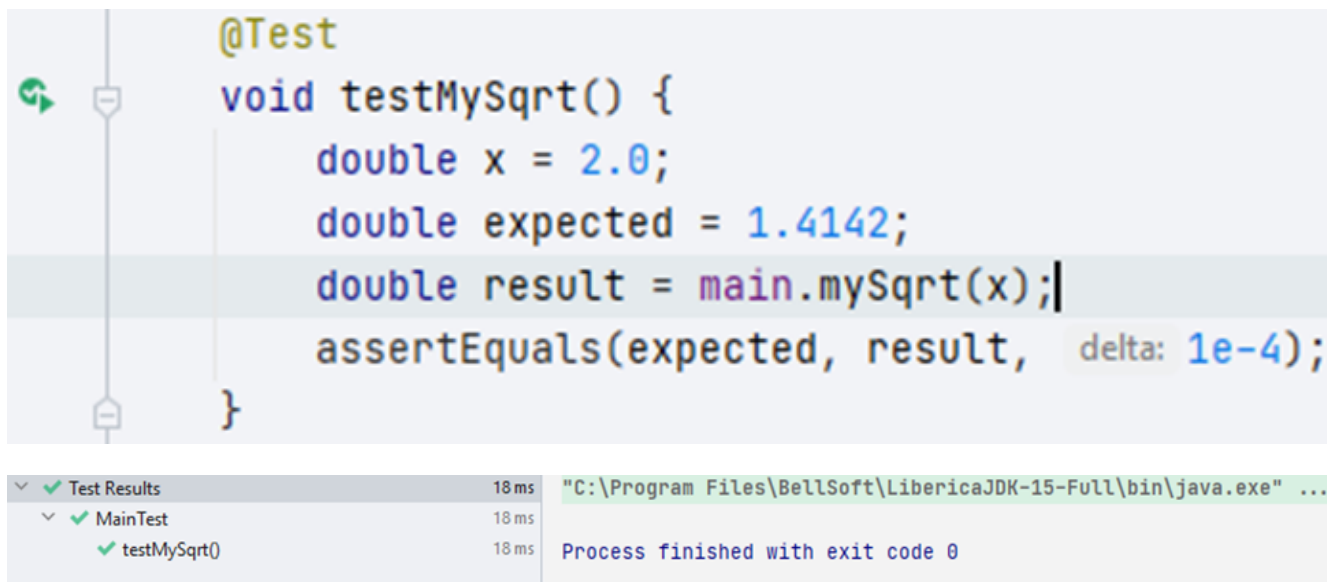 @Test
void testMySqrt() {
double x = 2.0;
double expected = 1.4142;
double result = main.mySqrt(x);
assertEquals(expected, result, delta: 1e-4);
}
Test Results 18 ms
MainTest 18 ms
testMySqrt() 18 ms
"C:\Program Files\BellSoft\LibericaJDK-15-Full\bin\java.exe" ...
Process finished with exit code 0